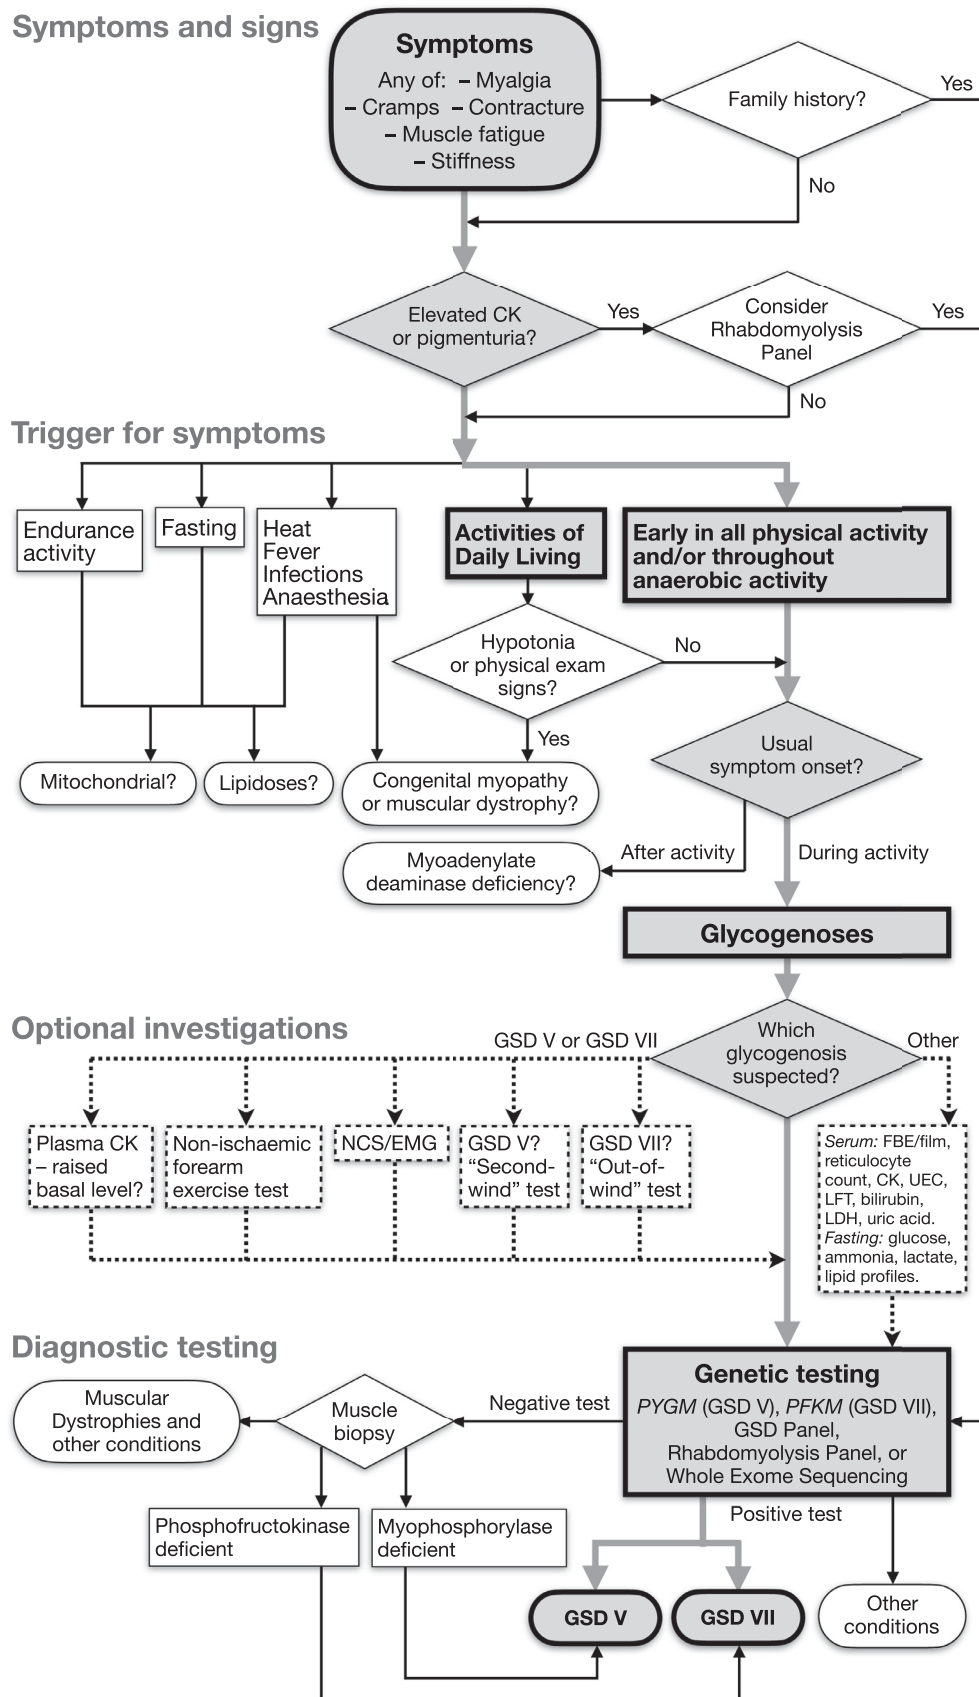 Symptoms and signs
Symptoms
Any of: – Myalgia
– Cramps – Contracture
– Muscle fatigue
– Stiffness
Family history?
Yes
No
Elevated CK
or pigmenturia?
Yes
Consider
Rhabdomyolysis
Panel
Yes
No
Trigger for symptoms
Endurance
activity
Fasting
Heat
Fever
Infections
Anaesthesia
Activities of
Daily Living
Early in all physical activity
and/or throughout
anaerobic activity
Hypotonia
or physical exam
signs?
No
Yes
Usual
symptom onset?
Mitochondrial?
Lipidoses?
Congenital myopathy
or muscular dystrophy?
Myoadenylate
deaminase deficiency?
After activity
During activity
Glycogenoses
Optional investigations
GSD V or GSD VII
Which
glycogenosis
suspected?
Other
Plasma CK
– raised
basal level?
Non-ischaemic
forearm
exercise test
NCS/EMG
GSD V?
“Second-
wind” test
GSD VII?
“Out-of-
wind” test
Serum: FBE/film,
reticulocyte
count, CK, UEC,
LFT, bilirubin,
LDH, uric acid.
Fasting: glucose,
ammonia, lactate,
lipid profiles.
Diagnostic testing
Muscular
Dystrophies and
other conditions
Muscle
biopsy
Negative test
Genetic testing
PYGM (GSD V), PFKM (GSD VII),
GSD Panel,
Rhabdomyolysis Panel, or
Whole Exome Sequencing
Phosphofructokinase
deficient
Myophosphorylase
deficient
Positive test
GSD V
GSD VII
Other
conditions